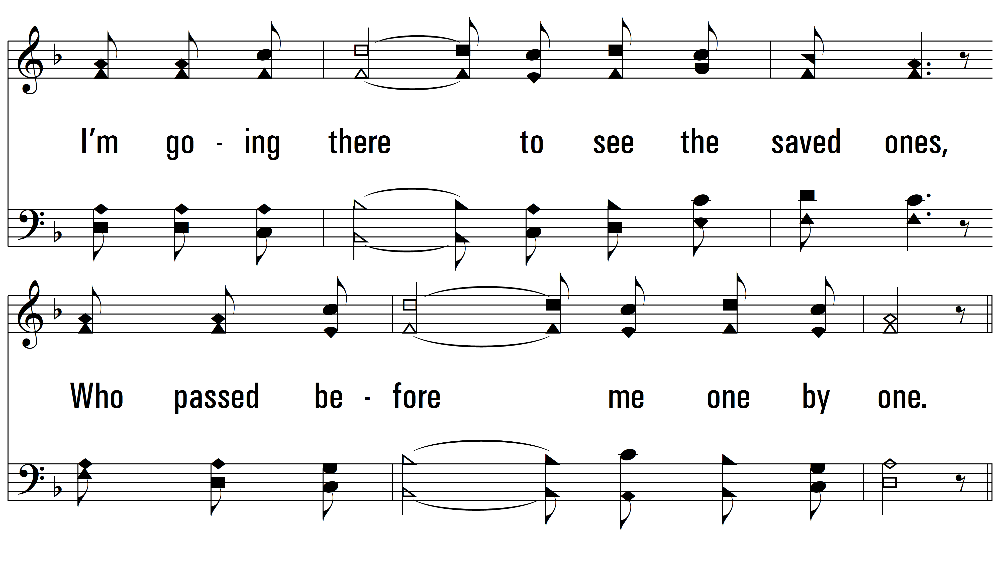 I’m go - ing there to see the saved ones,
Who passed be - fore me one by one.